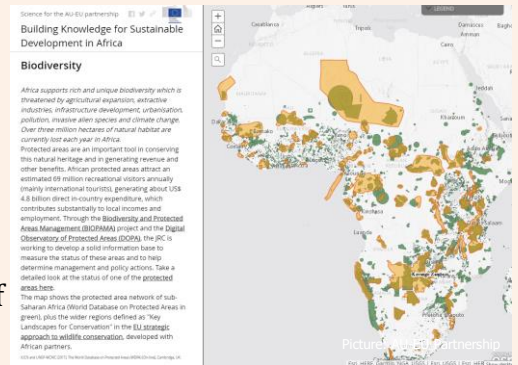 Science for the AU-EU partnership
Building Knowledge for Sustainable
Development in Africa
Biodiversity
Africa supports rich and unique biodiversity which is
threatened by agricultural expansion, extractive
industries, infrastructure development, urbanisation,
pollution, invasive alien species and climate change.
Over three million hectares of natural habitat are
currently lost each year in Africa.
Protected areas are an important tool in conserving
this natural heritage and in generating revenue and
other benefits. African protected areas attract an
estimated 69 million recreational visitors annually
(mainly international tourists), generating about US$
4.8 billion direct in-country expenditure, which
contributes substantially to local incomes and
employment. Through the Biodiversity and Protected
Areas Management (BIOPAMA) project and the Digital
Observatory of Protected Areas (DOPA), the JRC is
working to develop a solid information base to
measure the status of these areas and to help
determine management and policy actions. Take a
detailed look at the status of one of the protected
areas here.
The map shows the protected area network of sub-
Saharan Africa (World Database on Protected Areas in
green), plus the wider regions defined as "Key
Landscapes for Conservation" in the EU strategic
approach to wildlife conservation, developed with
African partners.
f
LEGEND
Casablanca
Tripoli
Damascus
Cairo
Jeddah
Khartoum
Bamako
Kinshasa
Luanda
Maputo